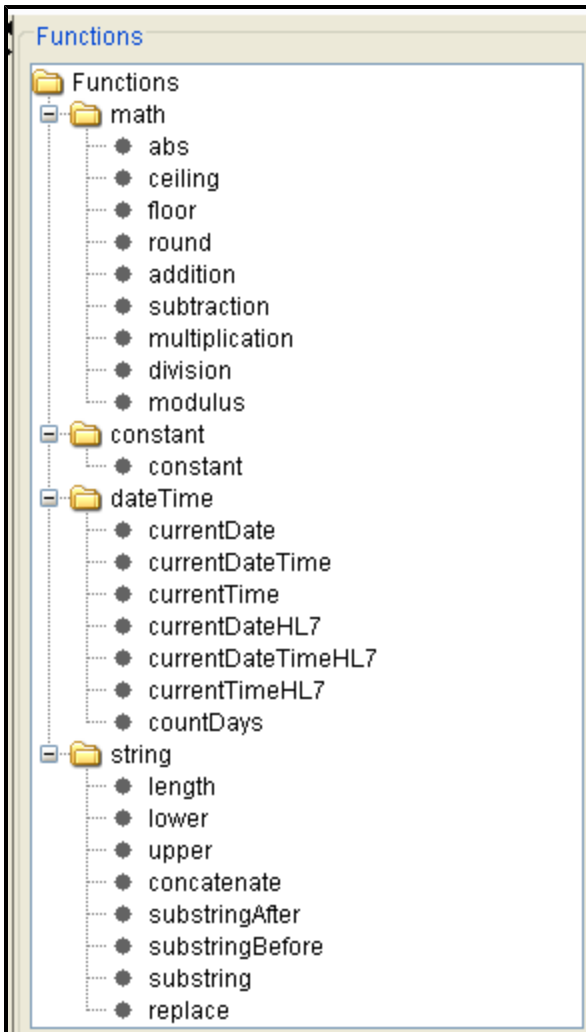 Functions
Functions
math
abs
ceiling
floor
round
addition
subtraction
multiplication
division
modulus
constant
constant
dateTime
currentDate
currentDateTime
currentTime
currentDateHL7
currentDateTimeHL7
currentTimeHL7
countDays
string
length
lower
upper
concatenate
substringAfter
substringBefore
substring
replace